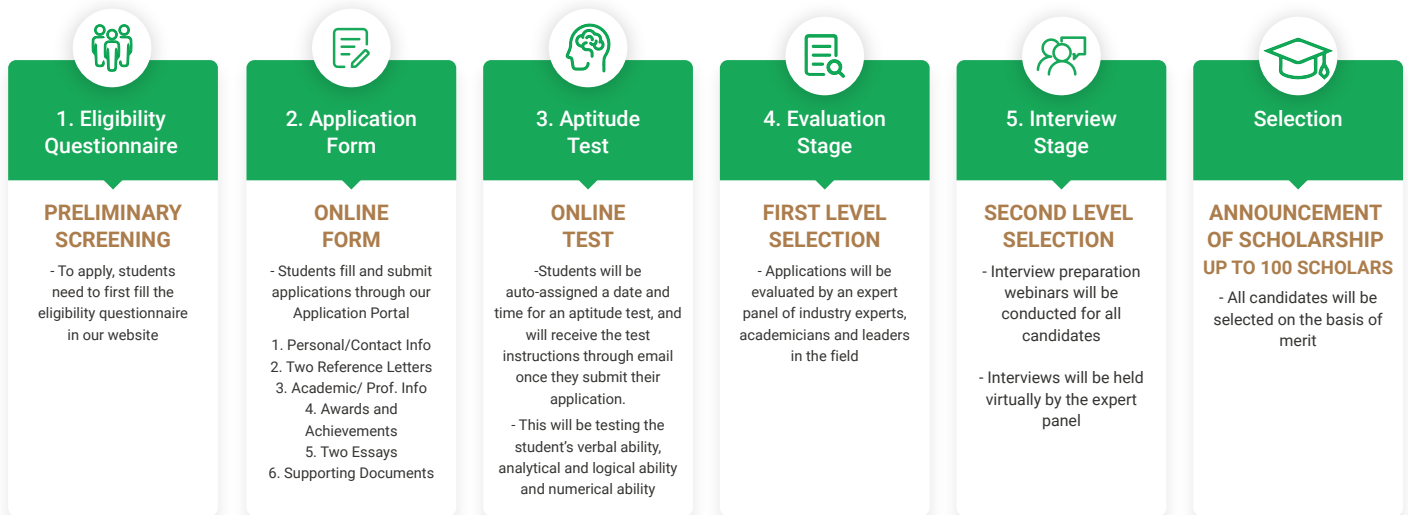 1. Eligibility
Questionnaire
PRELIMINARY
SCREENING
- To apply, students
need to first fill the
eligibility questionnaire
in our website
2. Application
Form
ONLINE
FORM
- Students fill and submit
applications through our
Application Portal
1. Personal/Contact Info
2. Two Reference Letters
3. Academic/ Prof. Info
4. Awards and
Achievements
5. Two Essays
6. Supporting Documents
3. Aptitude
Test
ONLINE
TEST
-Students will be
auto-assigned a date and
time for an aptitude test, and
will receive the test
instructions through email
once they submit their
application.
- This will be testing the
student’s verbal ability,
analytical and logical ability
and numerical ability
4. Evaluation
Stage
FIRST LEVEL
SELECTION
- Applications will be
evaluated by an expert
panel of industry experts,
academicians and leaders
in the field
5. Interview
Stage
SECOND LEVEL
SELECTION
- Interview preparation
webinars will be
conducted for all
candidates
- Interviews will be held
virtually by the expert
panel
Selection
ANNOUNCEMENT
OF SCHOLARSHIP
UP TO 100 SCHOLARS
- All candidates will be
selected on the basis of
merit